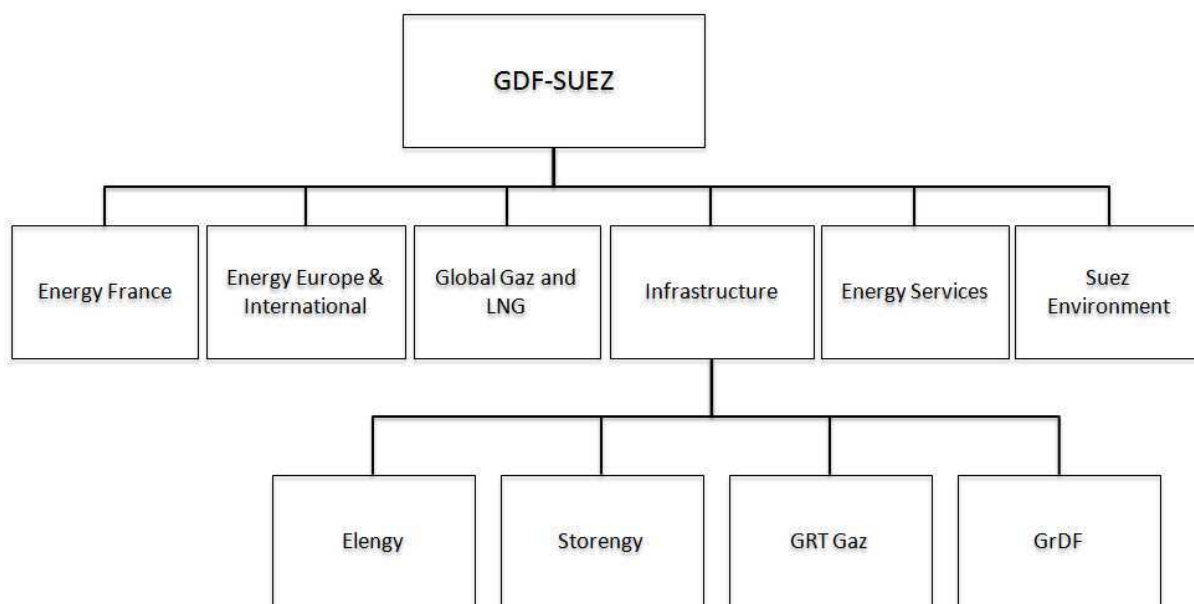 GDF-SUEZ
Energy France
Energy Europe &
International
Global Gaz and
LNG
Infrastructure
Energy Services
Suez
Environment
Elengy
Storengy
GRT Gaz
GrDF